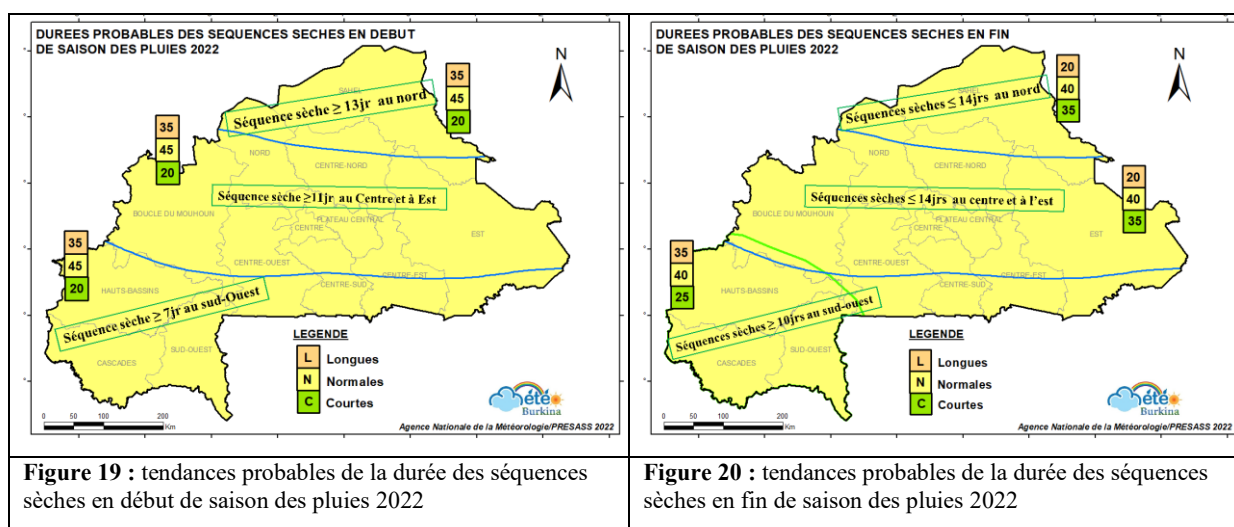 DUREES PROBABLES DES SEQUENCES SECHES EN DEBUT
DE SAISON DES PLUIES 2022
N
35
45
20
SAHEL
Séquence sèche ≥ 13jr au nord
35
45
20
NORD
CENTRE-NORD
Séquence sèche ≥11jr au Centre et à Est
BOUCLE DU MOUHOUN
PLATEAU CENTRAL
CENTRE
EST
35
45
20
CENTRE-OUEST
CENTRE-EST
HAUTS-BASSINS
CENTRE-SUD
Séquence sèche ≥ 7jr au sud-Ouest
SUD-OUEST
CASCADES
LEGENDE
L Longues
N Normales
C Courtes
0 50 100 200
Km
été
Burkina
Agence Nationale de la Météorologie/PRESASS 2022
Figure 19 : tendances probables de la durée des séquences
sèches en début de saison des pluies 2022
DUREES PROBABLES DES SEQUENCES SECHES EN FIN
DE SAISON DES PLUIES 2022
N
20
40
35
SAHEL
Séquences sèches ≤ 14jrs au nord
NORD
CENTRE-NORD
20
40
35
Séquences sèches ≤ 14jrs au centre et à l'est
BOUCLE DU MOUHOUN
PLATEAU CENTRAL
CENTRE
EST
35
40
25
CENTRE-OUEST
CENTRE-EST
HAUTS-BASSINS
CENTRE-SUD
Séquences sèches ≥ 10jrs au sud-ouest
SUD-OUEST
CASCADES
LEGENDE
L Longues
N Normales
C Courtes
0 50 100 200
Km
été
Burkina
Agence Nationale de la Météorologie/PRESASS 2022
Figure 20 : tendances probables de la durée des séquences
sèches en fin de saison des pluies 2022